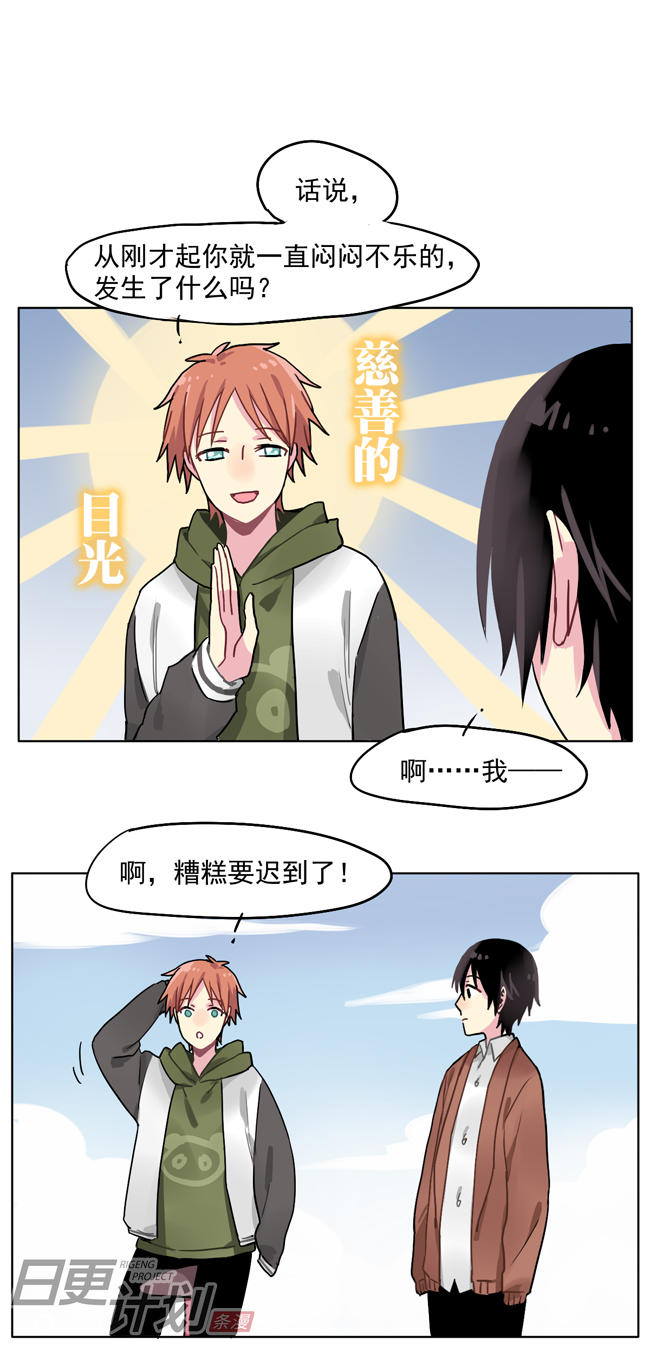 话说，
从刚才起你就一直闷闷不乐的，
发生了什么吗？
慈善的
目光
啊……我——
啊，糟糕要迟到了！
日更计划
RIGENG
PROJECT
条漫